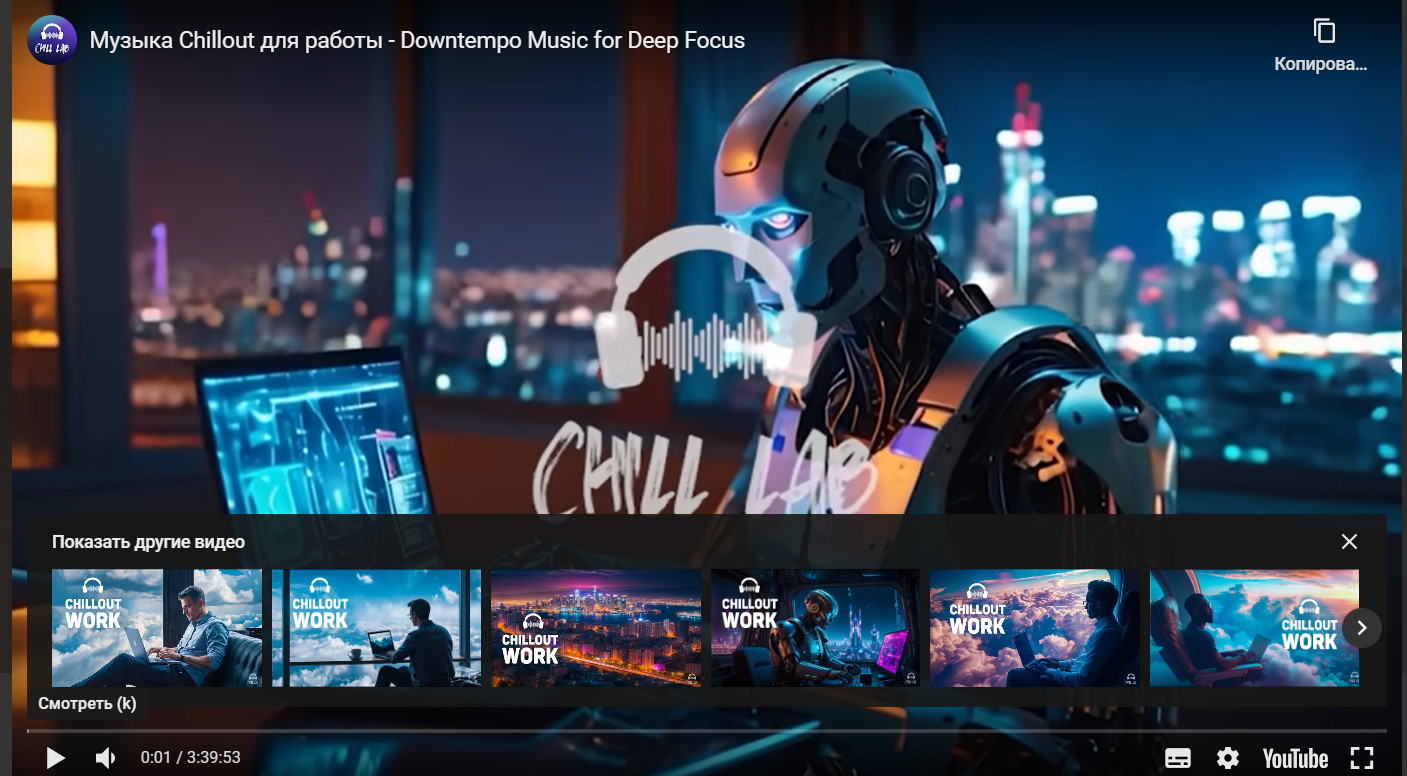 CHILL LAB
Музыка Chillout для работы - Downtempo Music for Deep Focus
Копирова...
CHILL LAB
Показать другие видео
CHILLOUT
WORK
CHILLOUT
WORK
CHILLOUT
WORK
CHILLOUT
WORK
CHILLOUT
WORK
CHILLOUT
WORK
Смотреть (k)
0:01 / 3:39:53
YouTube